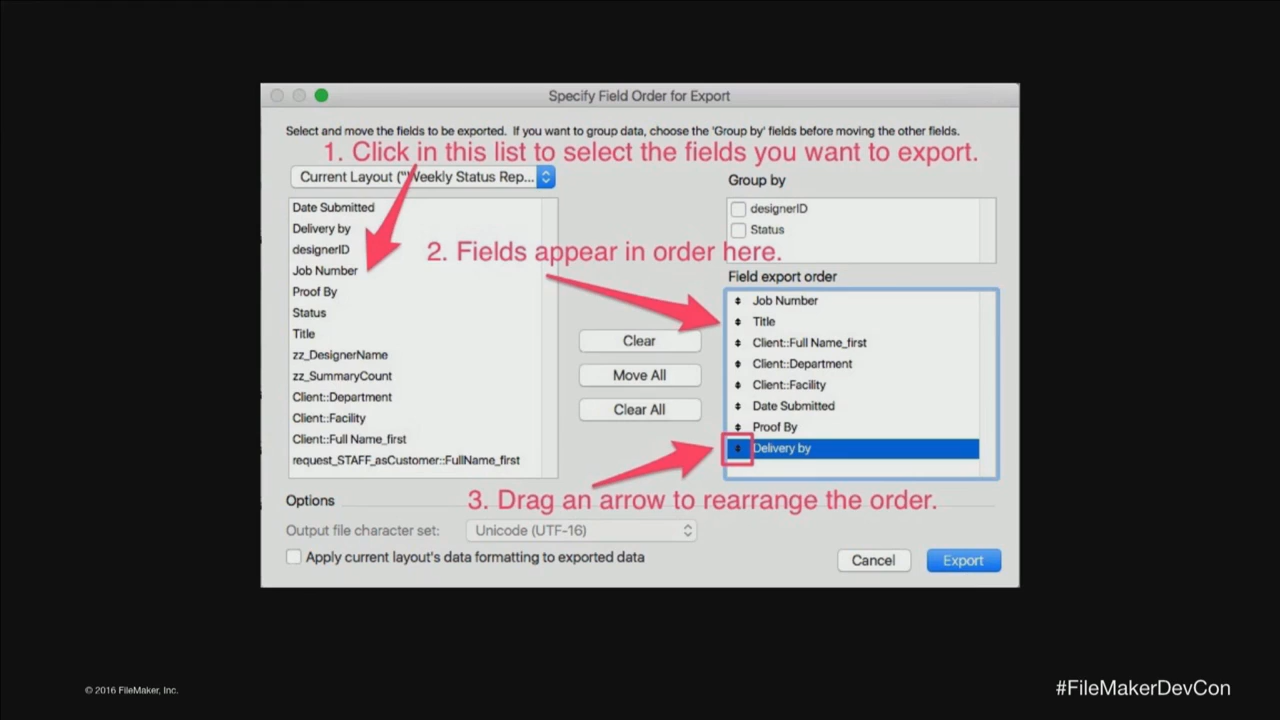 Specify Field Order for Export
Select and move the fields to be exported. If you want to group data, choose the 'Group by' fields before moving the other fields.
1. Click in this list to select the fields you want to export.
Current Layout ("Weekly Status Rep...
Date Submitted
Delivery by
designerID
Job Number
Proof By
Status
Title
zz_DesignerName
zz_SummaryCount
Client::Department
Client::Facility
Client::Full Name_first
request_STAFF_asCustomer::FullName_first
Group by
designerID
Status
2. Fields appear in order here.
Clear
Move All
Clear All
Field export order
Job Number
Title
Client::Full Name_first
Client::Department
Client::Facility
Date Submitted
Proof By
Delivery by
3. Drag an arrow to rearrange the order.
Options
Output file character set: Unicode (UTF-16)
Apply current layout's data formatting to exported data
Cancel
Export
© 2016 FileMaker, Inc.
#FileMakerDevCon